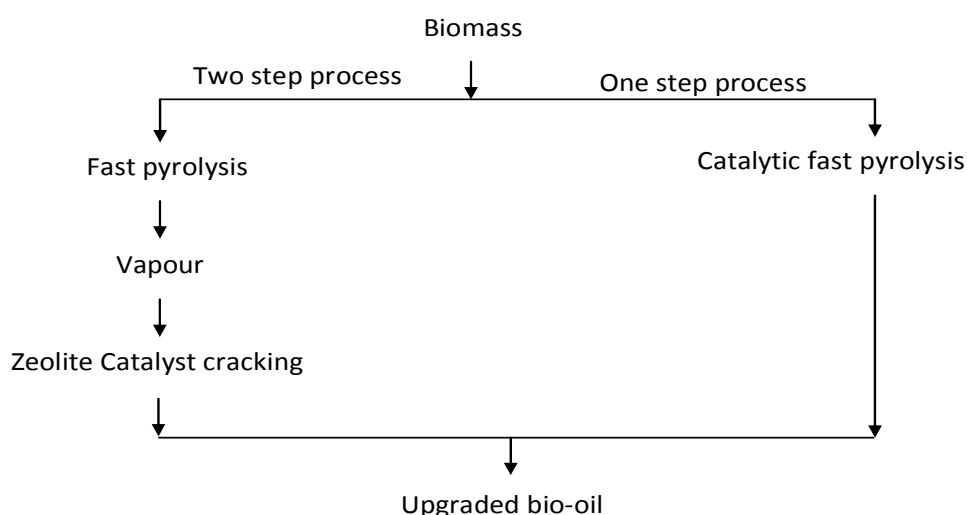 Biomass
Two step process
One step process
Fast pyrolysis
Catalytic fast pyrolysis
Vapour
Zeolite Catalyst cracking
Upgraded bio-oil